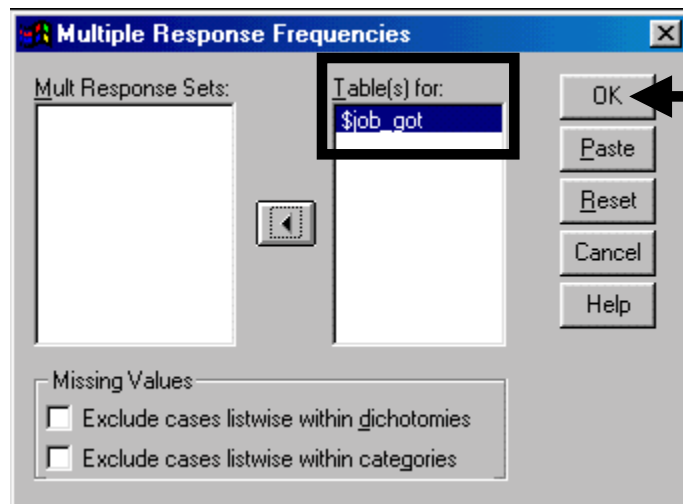 Multiple Response Frequencies
Mult Response Sets:
Table(s) for:
$job_got
OK
Paste
Reset
Cancel
Help
Missing Values
Exclude cases listwise within dichotomies
Exclude cases listwise within categories